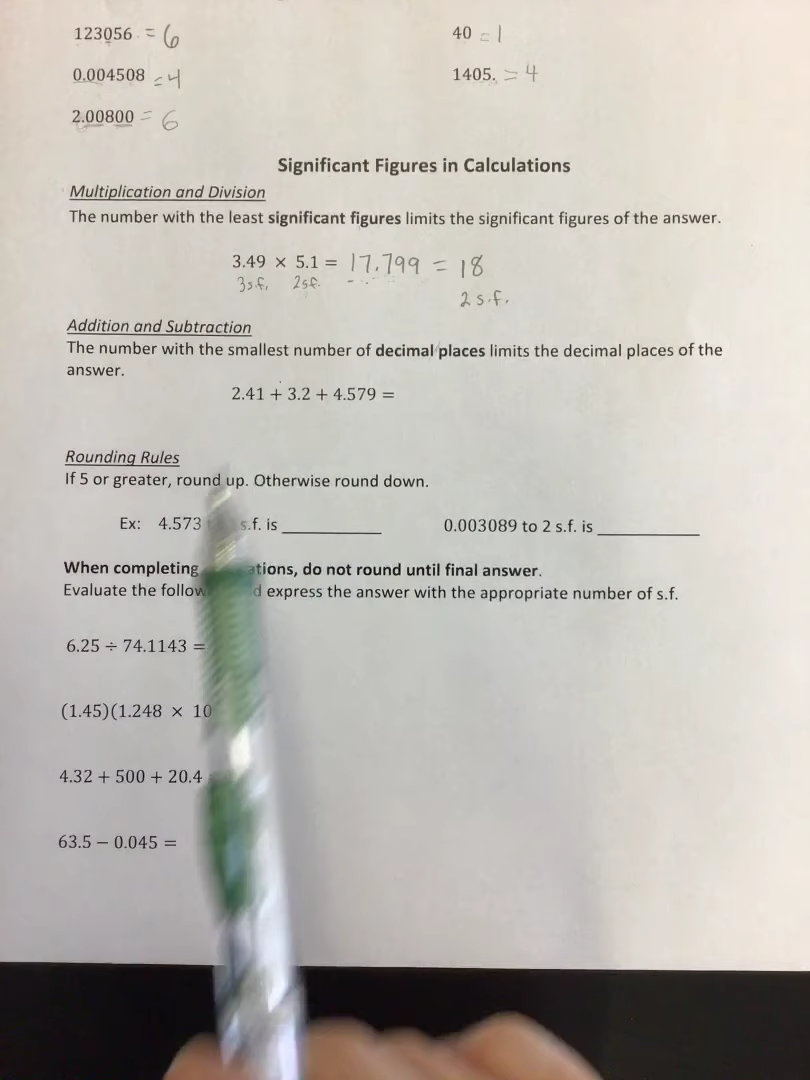 123056 = 6
40 = 1
0.004508 = 4
1405. = 4
2.00800 = 6
Significant Figures in Calculations
Multiplication and Division
The number with the least significant figures limits the significant figures of the answer.
3.49 × 5.1 = 17.799 = 18
3 s.f. 2 s.f.
2 s.f.
Addition and Subtraction
The number with the smallest number of decimal places limits the decimal places of the
answer.
2.41 + 3.2 + 4.579 =
Rounding Rules
If 5 or greater, round up. Otherwise round down.
Ex: 4.573 s.f. is
0.003089 to 2 s.f. is
When completing do not round until final answer.
Evaluate the express the answer with the appropriate number of s.f.
6.25 ÷ 74.1143 =
(1.45)(1.248 × 10
4.32 + 500 + 20.4
63.5 − 0.045 =